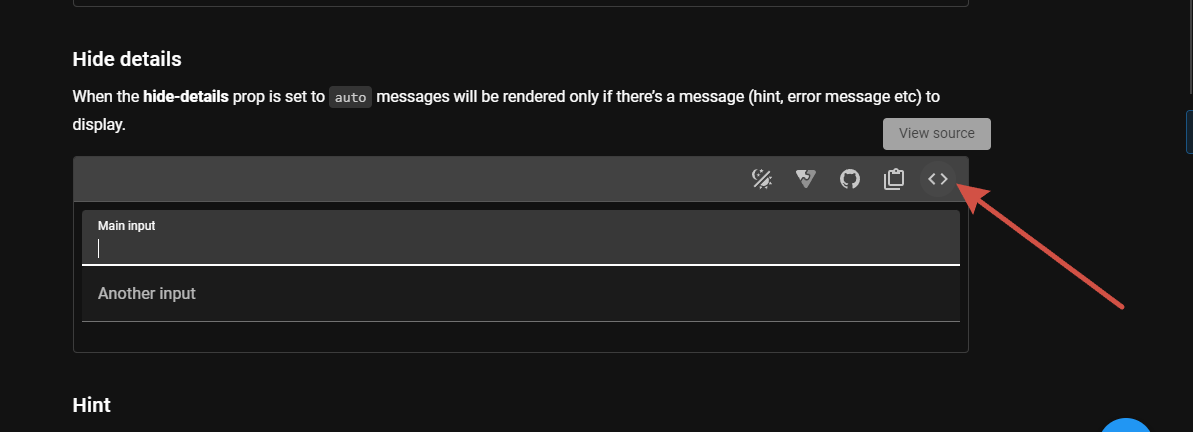 Hide details
When the hide-details prop is set to auto messages will be rendered only if there’s a message (hint, error message etc) to
display.
View source
Main input
Another input
Hint